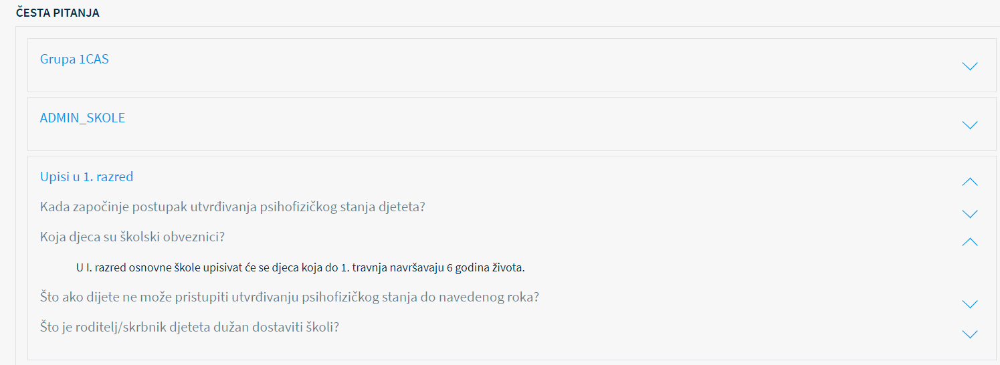 ČESTA PITANJA
Grupa 1CAS
ADMIN_SKOLE
Upisi u 1. razred
Kada započinje postupak utvrđivanja psihofizičkog stanja djeteta?
Koja djeca su školski obveznici?
U I. razred osnovne škole upisivat će se djeca koja do 1. travnja navršavaju 6 godina života.
Što ako dijete ne može pristupiti utvrđivanju psihofizičkog stanja do navedenog roka?
Što je roditelj/skrbnik djeteta dužan dostaviti školi?